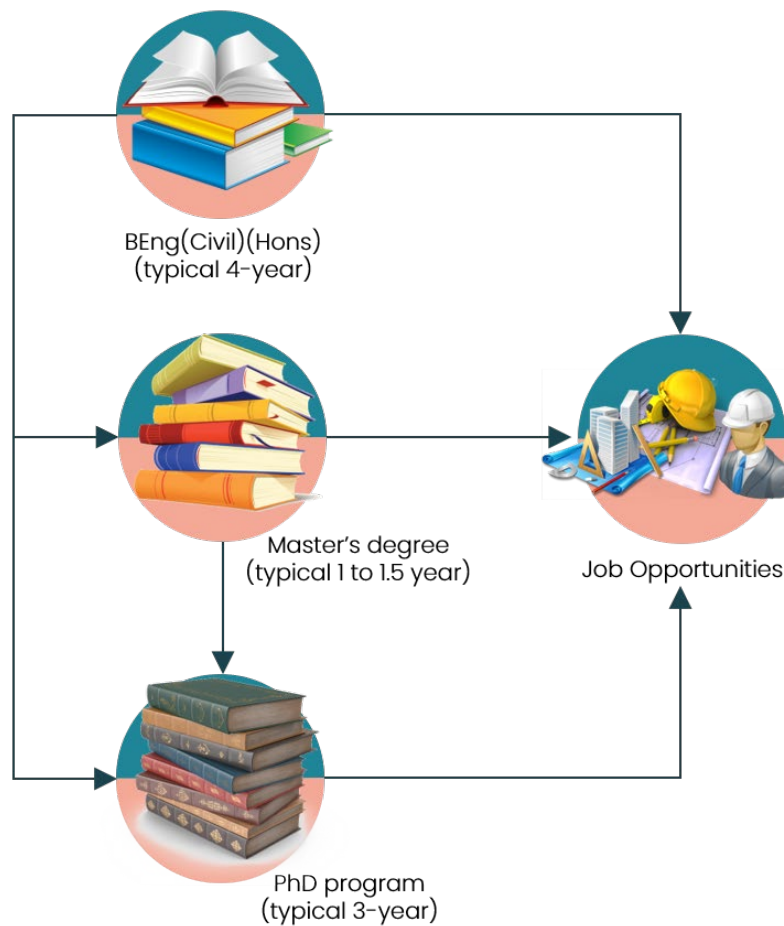 BEng(Civil)(Hons)
(typical 4-year)
Master's degree
(typical 1 to 1.5 year)
Job Opportunities
PhD program
(typical 3-year)